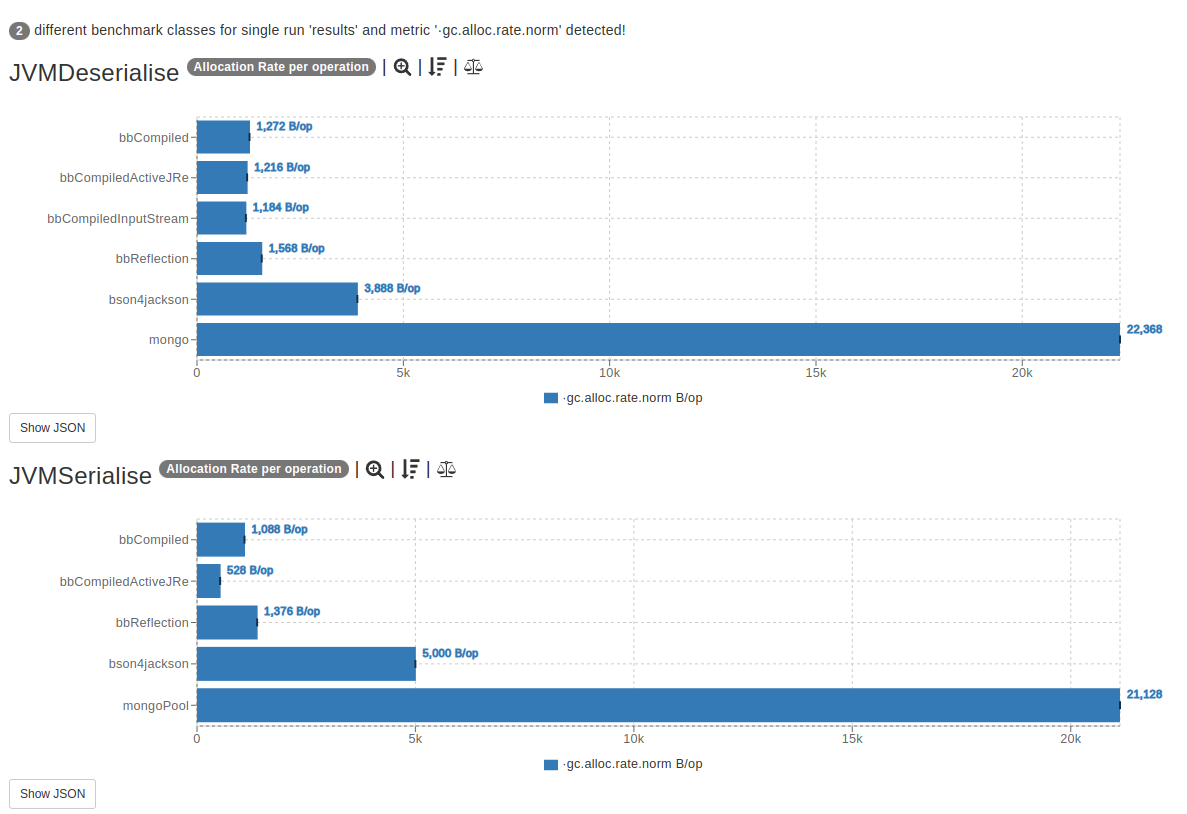 2 different benchmark classes for single run 'results' and metric '·gc.alloc.rate.norm' detected!
JVMDeserialise Allocation Rate per operation | | |
bbCompiled 1,272 B/op
bbCompiledActiveJRe 1,216 B/op
bbCompiledInputStream 1,184 B/op
bbReflection 1,568 B/op
bson4jackson 3,888 B/op
mongo 22,368
0 5k 10k 15k 20k
·gc.alloc.rate.norm B/op
Show JSON
JVMSerialise Allocation Rate per operation | | |
bbCompiled 1,088 B/op
bbCompiledActiveJRe 528 B/op
bbReflection 1,376 B/op
bson4jackson 5,000 B/op
mongoPool 21,128
0 5k 10k 15k 20k
·gc.alloc.rate.norm B/op
Show JSON